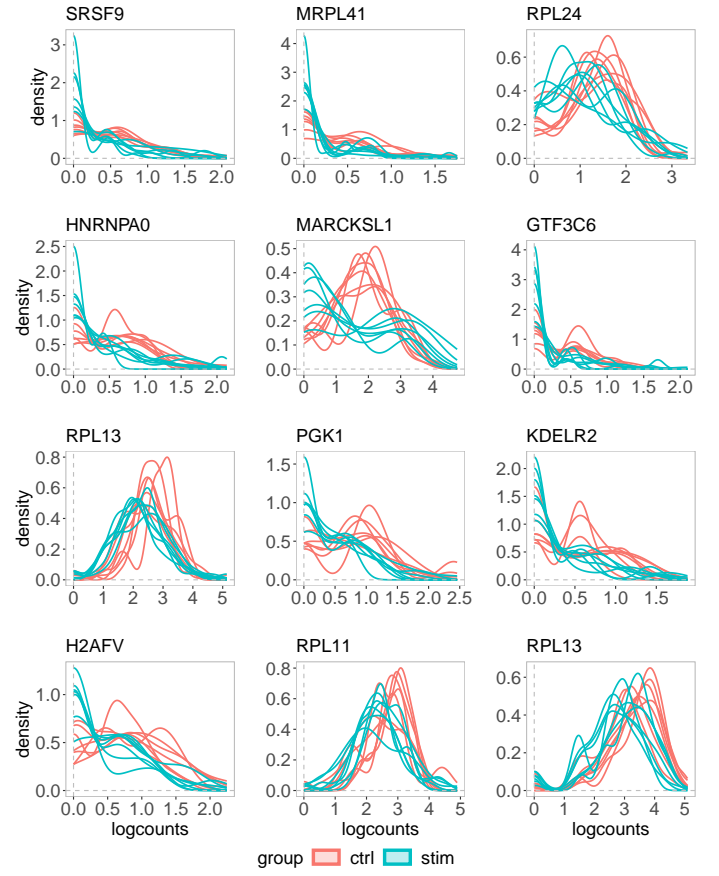 SRSF9 MRPL41 RPL24
density
3
2
1
0
0.0 0.5 1.0 1.5 2.0
4
3
2
1
0
0.0 0.5 1.0 1.5
0.6
0.4
0.2
0.0
0 1 2 3
HNRNPA0 MARCKSL1 GTF3C6
density
2.5
2.0
1.5
1.0
0.5
0.0
0.0 0.5 1.0 1.5 2.0
0.5
0.4
0.3
0.2
0.1
0.0
0 1 2 3 4
4
3
2
1
0
0.0 0.5 1.0 1.5 2.0
RPL13 PGK1 KDELR2
density
0.8
0.6
0.4
0.2
0.0
0 1 2 3 4 5
1.5
1.0
0.5
0.0
0.0 0.5 1.0 1.5 2.0 2.5
2.0
1.5
1.0
0.5
0.0
0.0 0.5 1.0 1.5
H2AFV RPL11 RPL13
density
1.0
0.5
0.0
0.0 0.5 1.0 1.5 2.0
logcounts
0.8
0.6
0.4
0.2
0.0
0 1 2 3 4 5
logcounts
0.6
0.4
0.2
0.0
0 1 2 3 4 5
logcounts
group ctrl stim